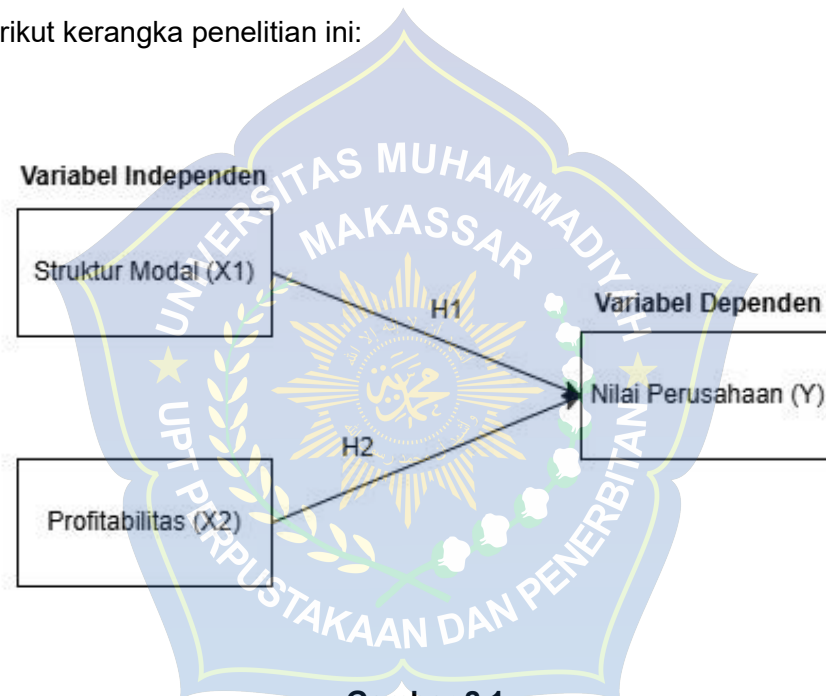 rikut kerangka penelitian ini:
Variabel Independen
Struktur Modal (X1)
H1
Variabel Dependen
Nilai Perusahaan (Y)
H2
Profitabilitas (X2)
UNIVERSITAS MUHAMMADIYAH
MAKASSAR
UPT PERPUSTAKAAN DAN PENERBITAN